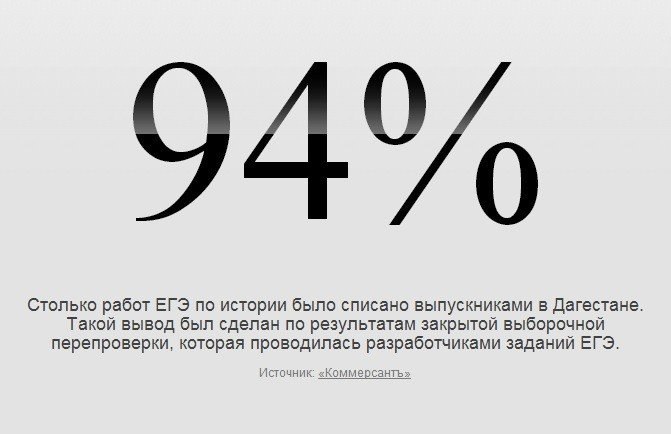 94%
Столько работ ЕГЭ по истории было списано выпускниками в Дагестане.
Такой вывод был сделан по результатам закрытой выборочной
перепроверки, которая проводилась разработчиками заданий ЕГЭ.
Источник: «Коммерсантъ»